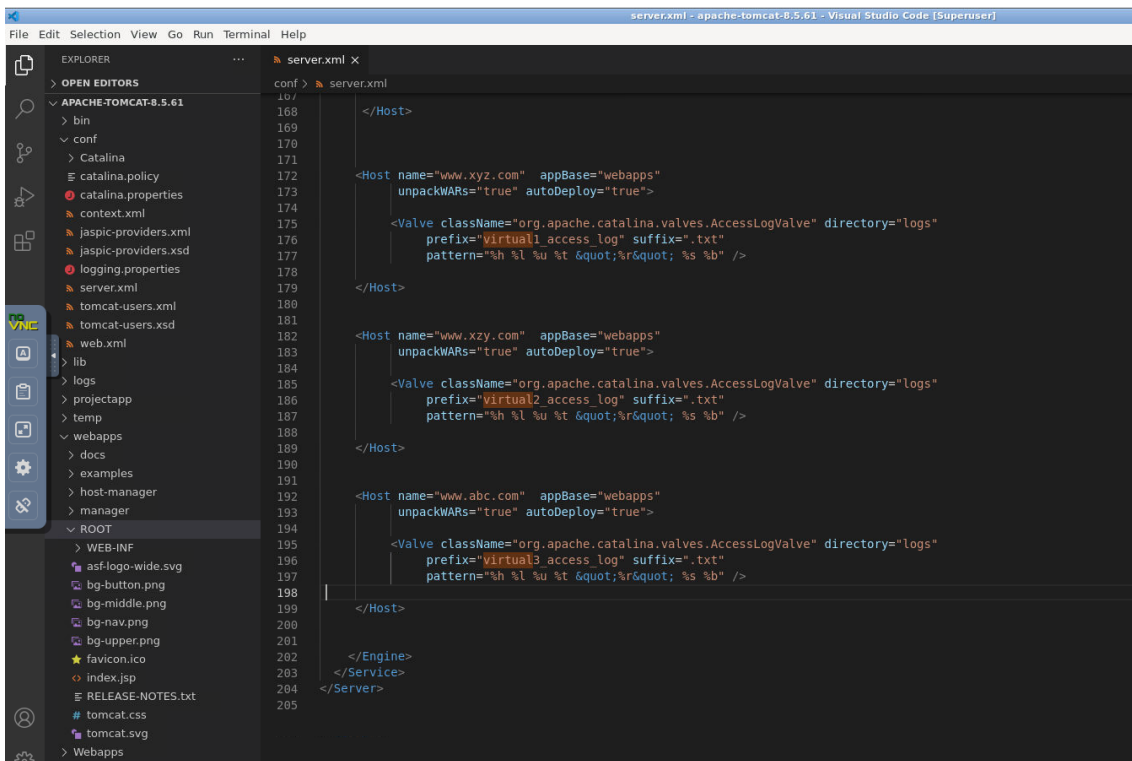 server.xml - apache-tomcat-8.5.61 - Visual Studio Code [Superuser]
File Edit Selection View Go Run Terminal Help
EXPLORER
OPEN EDITORS
APACHE-TOMCAT-8.5.61
bin
conf
Catalina
catalina.policy
catalina.properties
context.xml
jaspic-providers.xml
jaspic-providers.xsd
logging.properties
server.xml
tomcat-users.xml
tomcat-users.xsd
web.xml
lib
logs
projectapp
temp
webapps
docs
examples
host-manager
manager
ROOT
WEB-INF
asf-logo-wide.svg
bg-button.png
bg-middle.png
bg-nav.png
bg-upper.png
favicon.ico
index.jsp
RELEASE-NOTES.txt
tomcat.css
tomcat.svg
Webapps
noVNC
A
server.xml
conf > server.xml
167
168 </Host>
169
170
171
172 <Host name="www.xyz.com" appBase="webapps"
173 unpackWARs="true" autoDeploy="true">
174
175 <Valve className="org.apache.catalina.valves.AccessLogValve" directory="logs"
176 prefix="virtual1_access_log" suffix=".txt"
177 pattern="%h %l %u %t &quot;%r&quot; %s %b" />
178
179 </Host>
180
181
182 <Host name="www.xzy.com" appBase="webapps"
183 unpackWARs="true" autoDeploy="true">
184
185 <Valve className="org.apache.catalina.valves.AccessLogValve" directory="logs"
186 prefix="virtual2_access_log" suffix=".txt"
187 pattern="%h %l %u %t &quot;%r&quot; %s %b" />
188
189 </Host>
190
191
192 <Host name="www.abc.com" appBase="webapps"
193 unpackWARs="true" autoDeploy="true">
194
195 <Valve className="org.apache.catalina.valves.AccessLogValve" directory="logs"
196 prefix="virtual3_access_log" suffix=".txt"
197 pattern="%h %l %u %t &quot;%r&quot; %s %b" />
198
199 </Host>
200
201
202 </Engine>
203 </Service>
204 </Server>
205